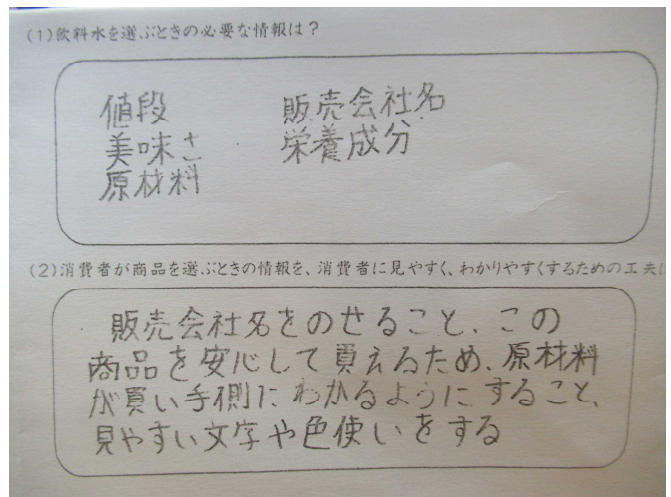 (1)飲料水を選ぶときの必要な情報は？
値段
美味さ
原材料
販売会社名
栄養成分
(2)消費者が商品を選ぶときの情報を、消費者に見やすく、わかりやすくするための工夫は
販売会社名をのせること、この
商品を安心して買えるため、原材料
が買い手側にわかるようにすること、
見やすい文字や色使いをする